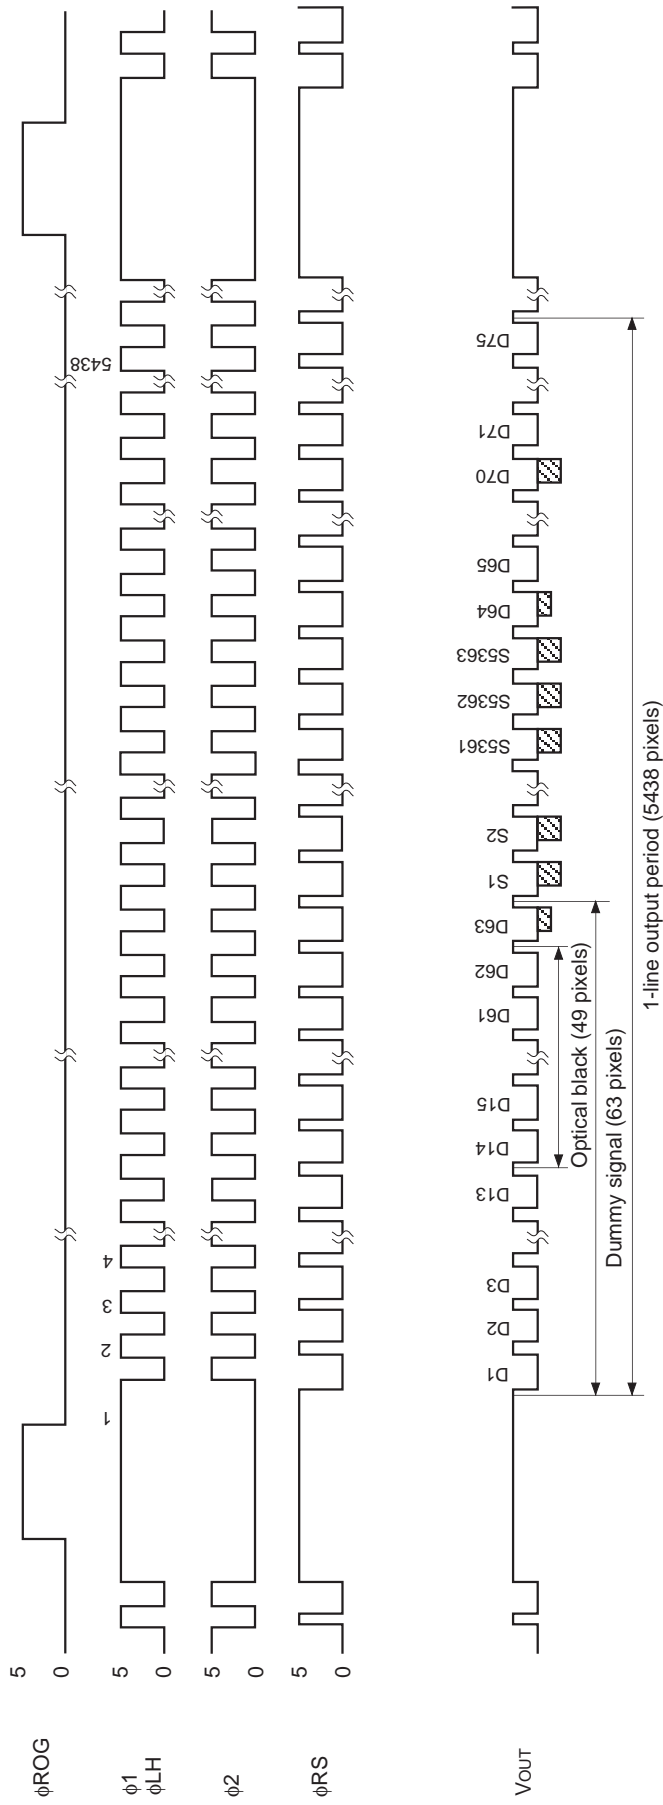 φROG
5
0
φ1
φLH
5
0
1
2
3
4
5438
φ2
5
0
φRS
5
0
VOUT
D1
D2
D3
D13
D14
D15
D61
D62
D63
S1
S2
S5361
S5362
S5363
D64
D65
D70
D71
D75
Optical black (49 pixels)
Dummy signal (63 pixels)
1-line output period (5438 pixels)